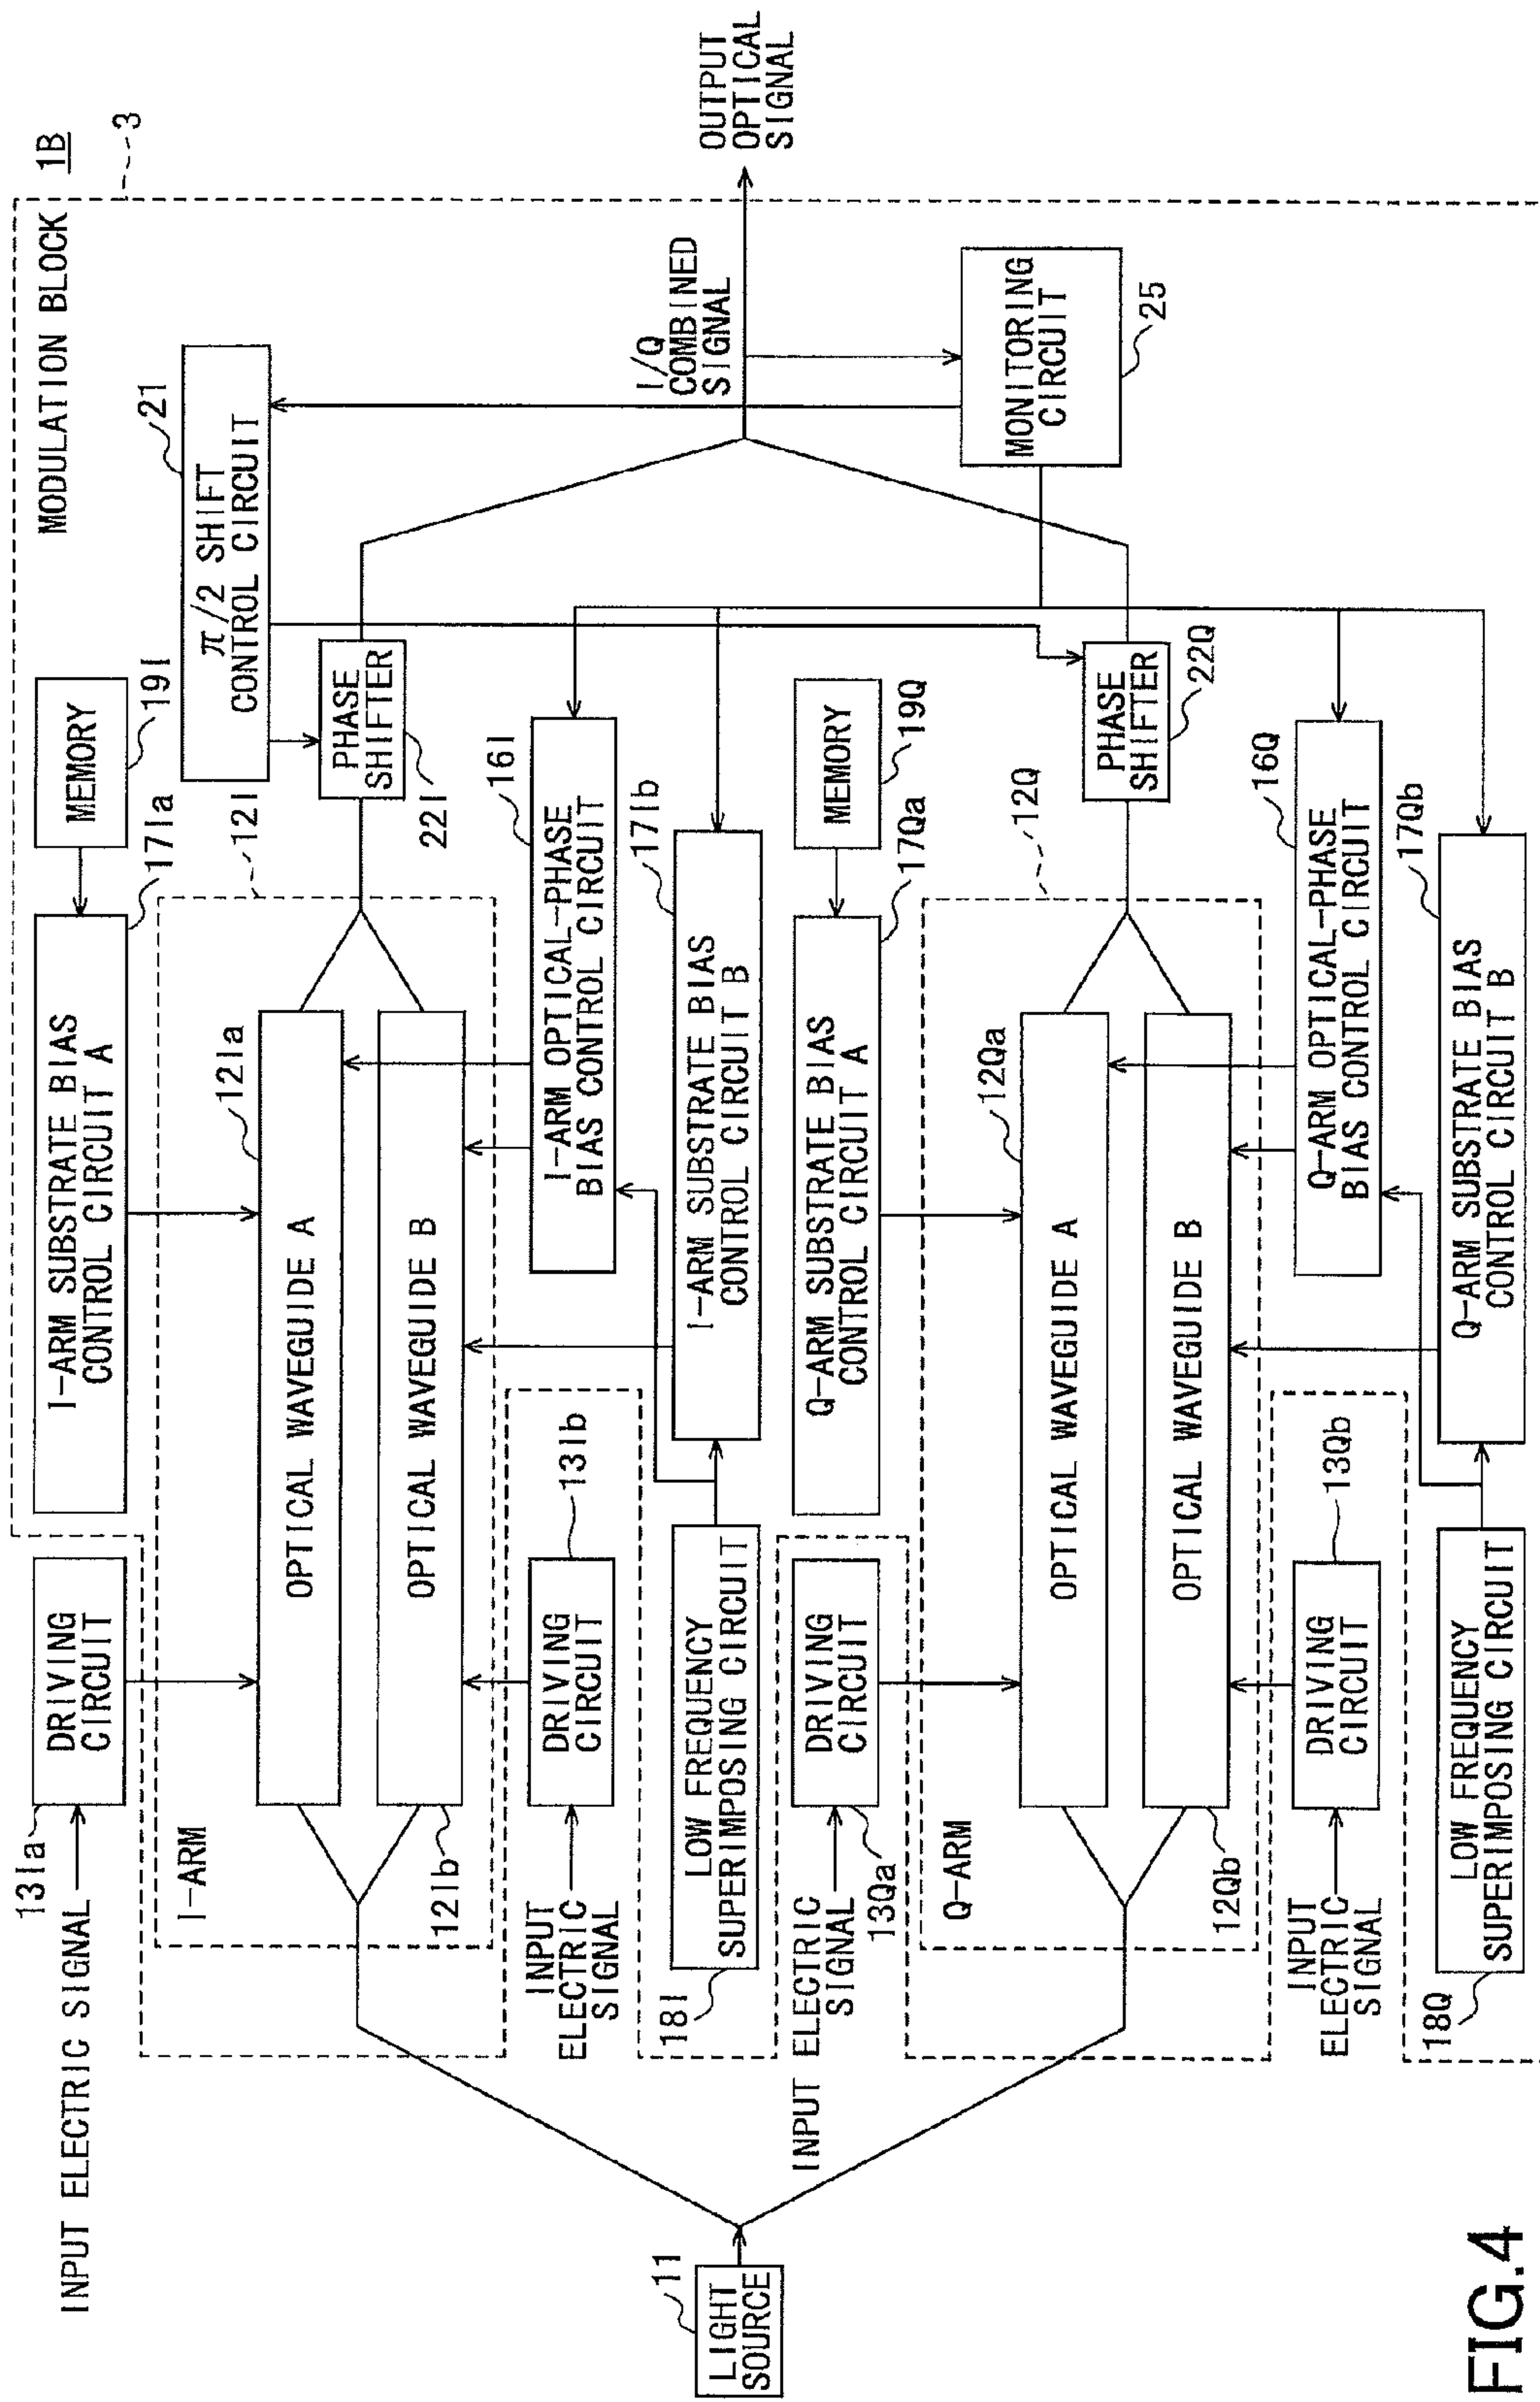 1B
3
MODULATION BLOCK
INPUT ELECTRIC SIGNAL
13Ia
DRIVING
CIRCUIT
I-ARM SUBSTRATE BIAS
CONTROL CIRCUIT A
17Ia
MEMORY
19I
π/2 SHIFT
CONTROL CIRCUIT
21
I-ARM
12I
12Ia
OPTICAL WAVEGUIDE A
OPTICAL WAVEGUIDE B
12Ib
PHASE
SHIFTER
22I
INPUT
ELECTRIC
SIGNAL
DRIVING
CIRCUIT
13Ib
I-ARM OPTICAL-PHASE
BIAS CONTROL CIRCUIT
16I
18I
LOW FREQUENCY
SUPERIMPOSING CIRCUIT
I-ARM SUBSTRATE BIAS
CONTROL CIRCUIT B
17Ib
I/Q
COMBINED
SIGNAL
OUTPUT
OPTICAL
SIGNAL
11
LIGHT
SOURCE
INPUT ELECTRIC
SIGNAL
13Qa
DRIVING
CIRCUIT
Q-ARM SUBSTRATE BIAS
CONTROL CIRCUIT A
17Qa
MEMORY
19Q
MONITORING
CIRCUIT
25
Q-ARM
12Q
12Qa
OPTICAL WAVEGUIDE A
OPTICAL WAVEGUIDE B
12Qb
PHASE
SHIFTER
22Q
INPUT
ELECTRIC
SIGNAL
DRIVING
CIRCUIT
13Qb
Q-ARM OPTICAL-PHASE
BIAS CONTROL CIRCUIT
16Q
18Q
LOW FREQUENCY
SUPERIMPOSING CIRCUIT
Q-ARM SUBSTRATE BIAS
CONTROL CIRCUIT B
17Qb
FIG.4